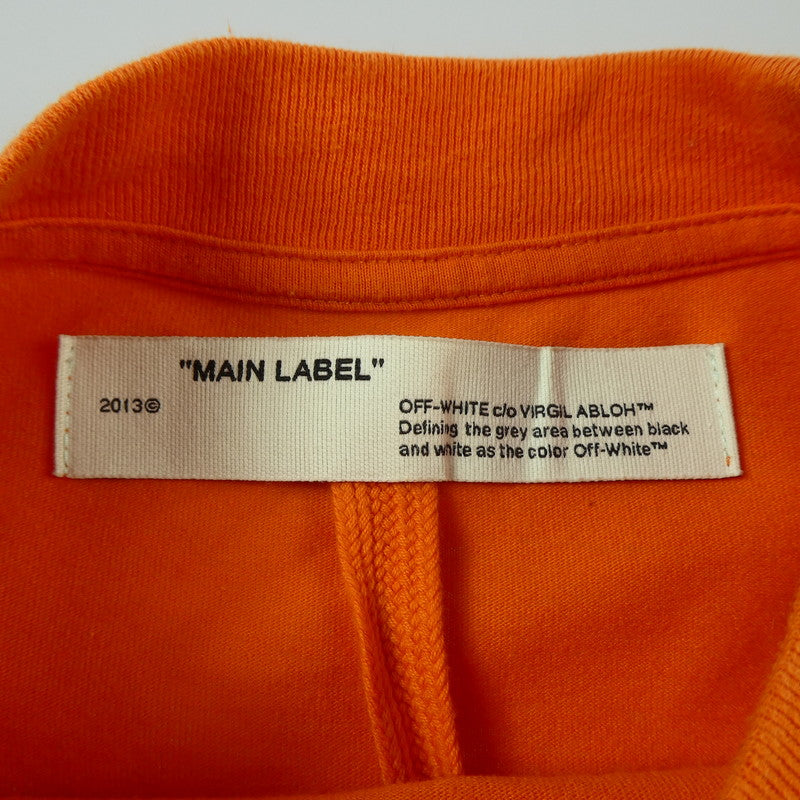 "MAIN LABEL"
2013©
OFF-WHITE c/o VIRGIL ABLOH™
Defining the grey area between black
and white as the color Off-White™